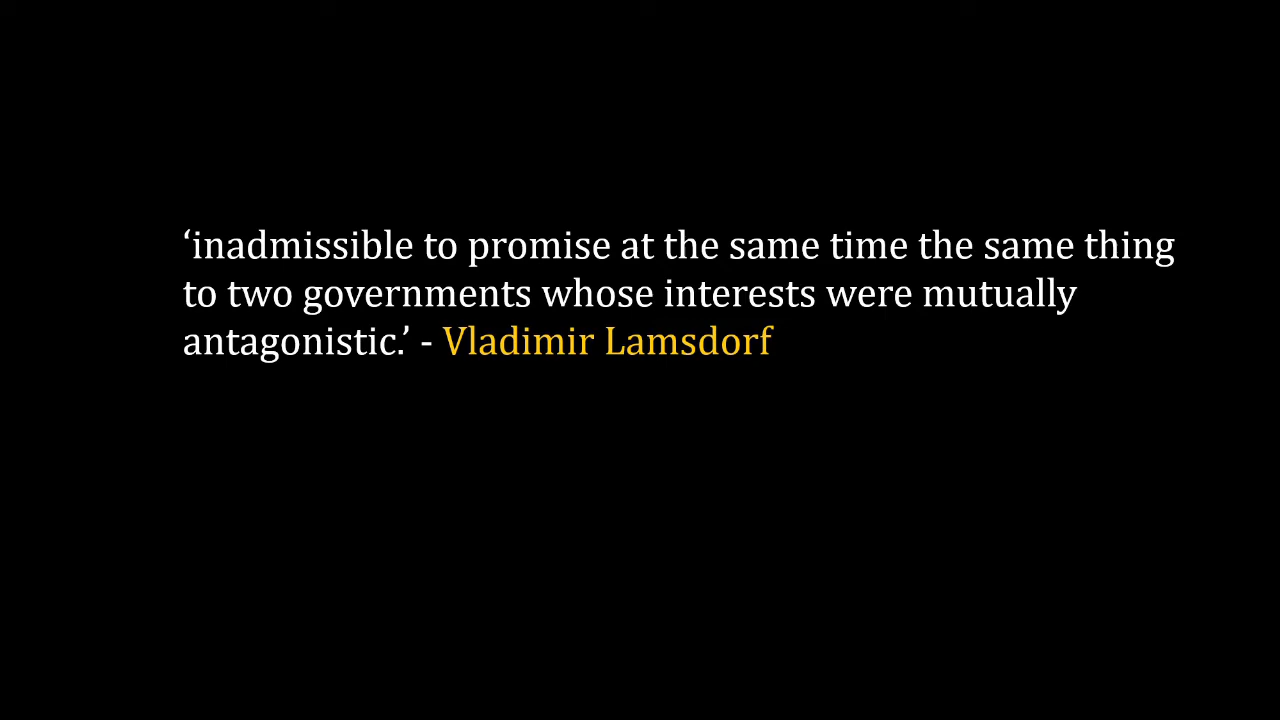 ‘inadmissible to promise at the same time the same thing
to two governments whose interests were mutually
antagonistic.’ - Vladimir Lamsdorf